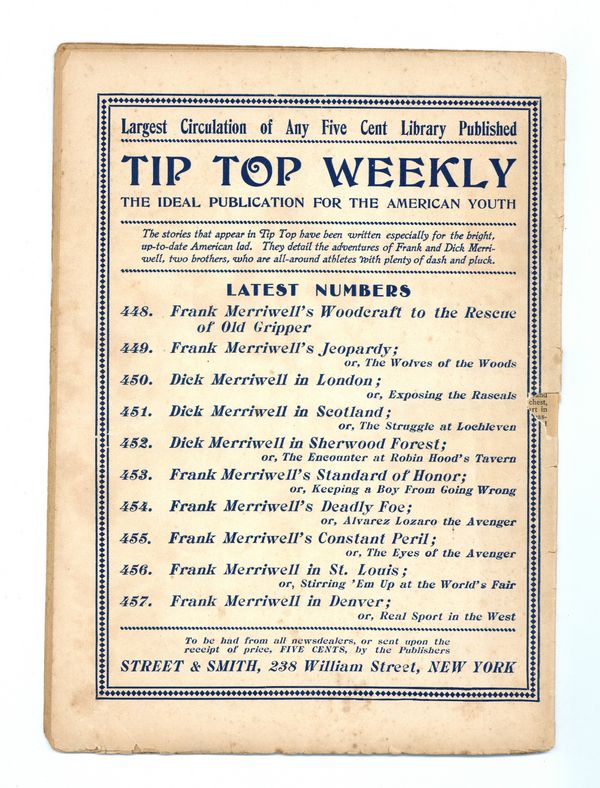 Largest Circulation of Any Five Cent Library Published
TIP TOP WEEKLY
THE IDEAL PUBLICATION FOR THE AMERICAN YOUTH
The stories that appear in Tip Top have been written especially for the bright,
up-to-date American lad. They detail the adventures of Frank and Dick Merri-
well, two brothers, who are all-around athletes with plenty of dash and pluck.
LATEST NUMBERS
448. Frank Merriwell's Woodcraft to the Rescue
of Old Gripper
449. Frank Merriwell's Jeopardy;
or, The Wolves of the Woods
450. Dick Merriwell in London;
or, Exposing the Rascals
451. Dick Merriwell in Scotland;
or, The Struggle at Lochleven
452. Dick Merriwell in Sherwood Forest;
or, The Encounter at Robin Hood's Tavern
453. Frank Merriwell's Standard of Honor;
or, Keeping a Boy From Going Wrong
454. Frank Merriwell's Deadly Foe;
or, Alvarez Lozaro the Avenger
455. Frank Merriwell's Constant Peril;
or, The Eyes of the Avenger
456. Frank Merriwell in St. Louis;
or, Stirring 'Em Up at the World's Fair
457. Frank Merriwell in Denver;
or, Real Sport in the West
To be had from all newsdealers, or sent upon the
receipt of price, FIVE CENTS, by the Publishers
STREET & SMITH, 238 William Street, NEW YORK